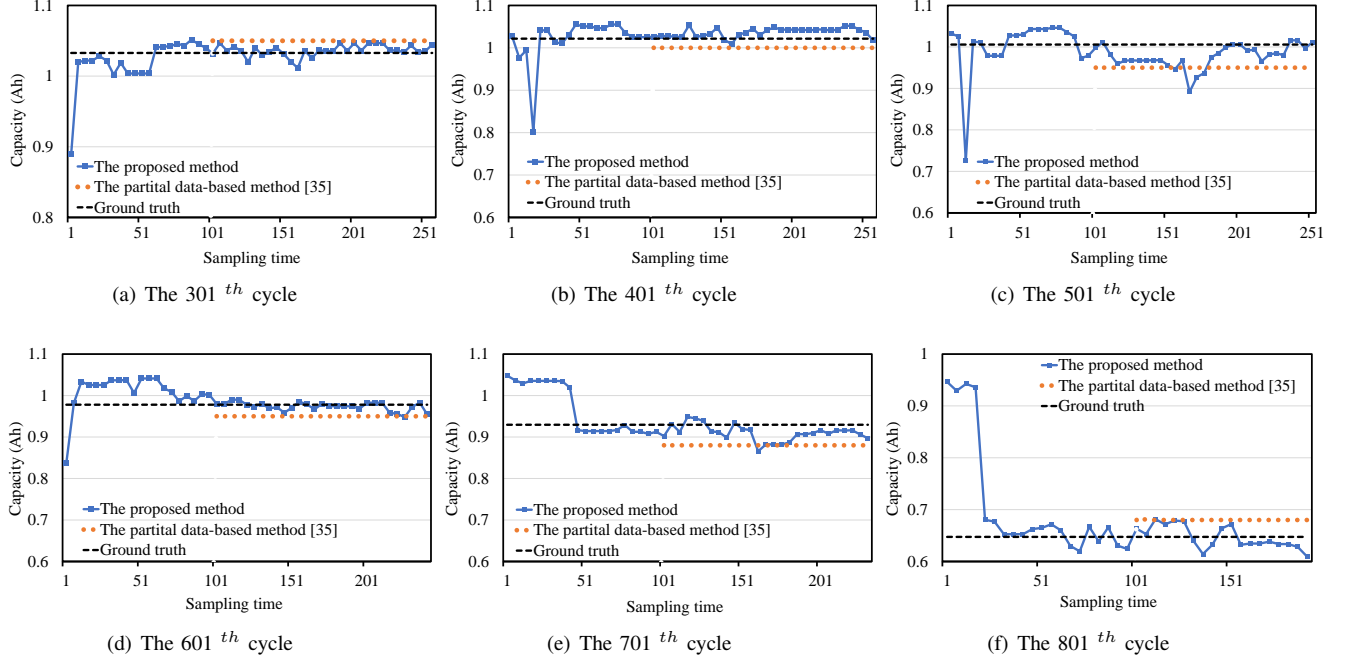 1.1
1
0.9
0.8
Capacity (Ah)
The proposed method
The partital data-based method [35]
Ground truth
1 51 101 151 201 251
Sampling time
(a) The 301 th cycle
1.1
1
0.9
0.8
0.7
0.6
Capacity (Ah)
The proposed method
The partital data-based method [35]
Ground truth
1 51 101 151 201 251
Sampling time
(b) The 401 th cycle
1.1
1
0.9
0.8
0.7
0.6
Capacity (Ah)
The proposed method
The partital data-based method [35]
Ground truth
1 51 101 151 201 251
Sampling time
(c) The 501 th cycle
1.1
1
0.9
0.8
0.7
0.6
Capacity (Ah)
The proposed method
The partital data-based method [35]
Ground truth
1 51 101 151 201
Sampling time
(d) The 601 th cycle
1.1
1
0.9
0.8
0.7
0.6
Capacity (Ah)
The proposed method
The partital data-based method [35]
Ground truth
1 51 101 151 201
Sampling time
(e) The 701 th cycle
1
0.9
0.8
0.7
0.6
Capacity (Ah)
The proposed method
The partital data-based method [35]
Ground truth
1 51 101 151
Sampling time
(f) The 801 th cycle